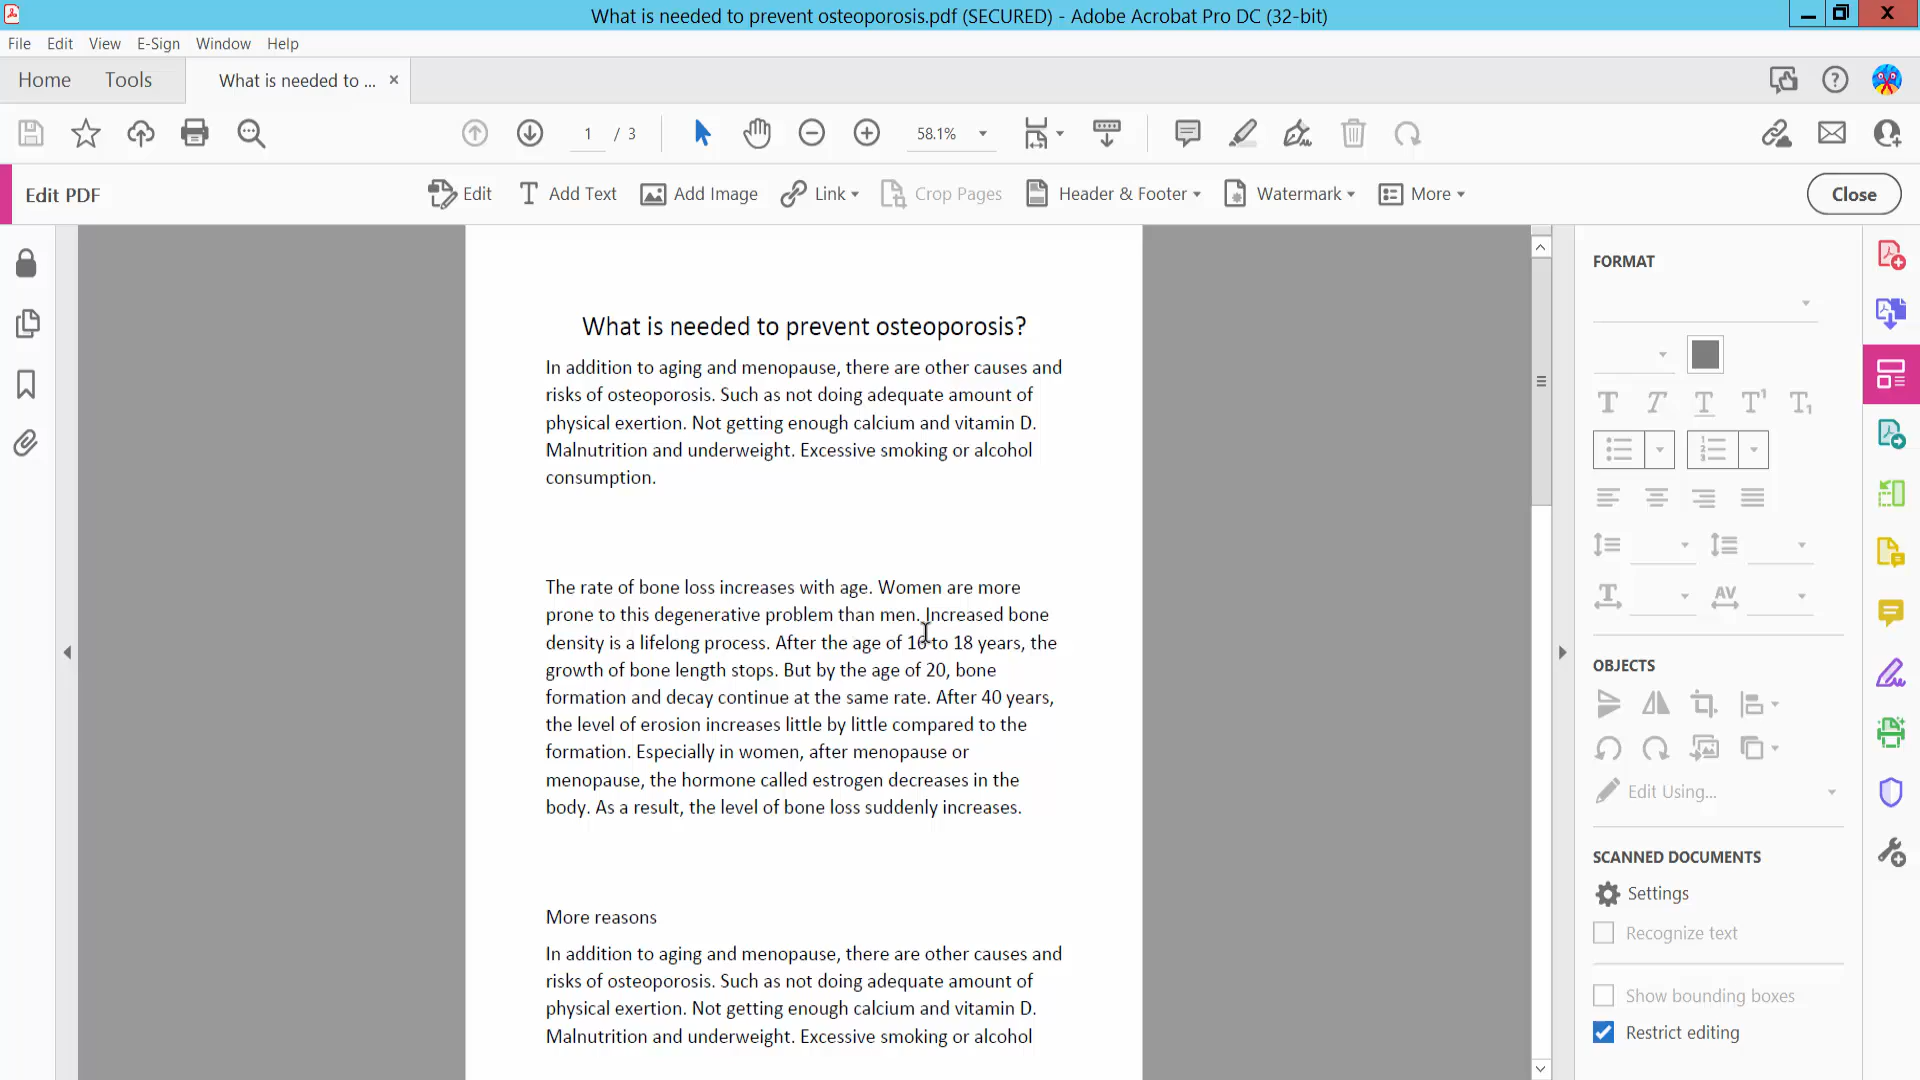 What is needed to prevent osteoporosis.pdf (SECURED) - Adobe Acrobat Pro DC (32-bit)
File Edit View E-Sign Window Help
Home Tools What is needed to ... ×
1 / 3 58.1%
Edit PDF Edit Add Text Add Image Link Crop Pages Header & Footer Watermark More Close
What is needed to prevent osteoporosis?
In addition to aging and menopause, there are other causes and
risks of osteoporosis. Such as not doing adequate amount of
physical exertion. Not getting enough calcium and vitamin D.
Malnutrition and underweight. Excessive smoking or alcohol
consumption.
The rate of bone loss increases with age. Women are more
prone to this degenerative problem than men. Increased bone
density is a lifelong process. After the age of 16 to 18 years, the
growth of bone length stops. But by the age of 20, bone
formation and decay continue at the same rate. After 40 years,
the level of erosion increases little by little compared to the
formation. Especially in women, after menopause or
menopause, the hormone called estrogen decreases in the
body. As a result, the level of bone loss suddenly increases.
More reasons
In addition to aging and menopause, there are other causes and
risks of osteoporosis. Such as not doing adequate amount of
physical exertion. Not getting enough calcium and vitamin D.
Malnutrition and underweight. Excessive smoking or alcohol
FORMAT
OBJECTS
Edit Using...
SCANNED DOCUMENTS
Settings
Recognize text
Show bounding boxes
Restrict editing